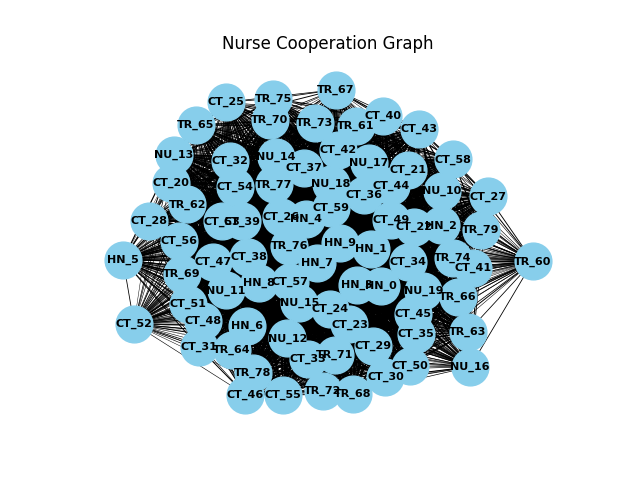 Nurse Cooperation Graph
TR_67
CT_25
TR_75
CT_40
TR_65
TR_70
TR_73
TR_61
CT_43
NU_13
CT_32
NU_14
CT_42
NU_17
CT_58
CT_37
CT_21
CT_20
CT_54
TR_77
NU_18
CT_44
NU_10
CT_36
CT_27
TR_62
CT_59
CT_28
CT_26
HN_4
CT_49
HN_2
TR_79
CT_56
TR_76
HN_9
HN_1
HN_5
CT_47
CT_38
HN_7
CT_34
TR_74
CT_41
TR_60
TR_69
HN_8
CT_57
HN_0
NU_11
NU_19
TR_66
CT_51
NU_15
CT_24
CT_45
CT_52
CT_48
HN_6
CT_23
CT_35
TR_63
CT_31
TR_64
NU_12
CT_33
TR_71
CT_29
CT_50
NU_16
TR_78
CT_30
CT_46
CT_55
TR_72
TR_68